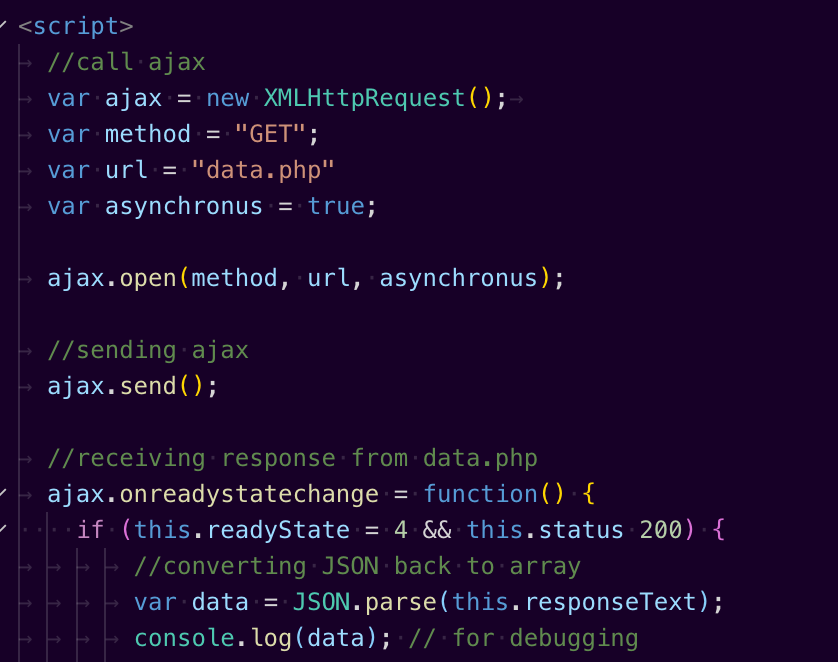 <script>
//call ajax
var ajax = new XMLHttpRequest();
var method = "GET";
var url = "data.php"
var asynchronus = true;
ajax.open(method, url, asynchronus);
//sending ajax
ajax.send();
//receiving response from data.php
ajax.onreadystatechange = function() {
if (this.readyState = 4 && this.status 200) {
//converting JSON back to array
var data = JSON.parse(this.responseText);
console.log(data); // for debugging